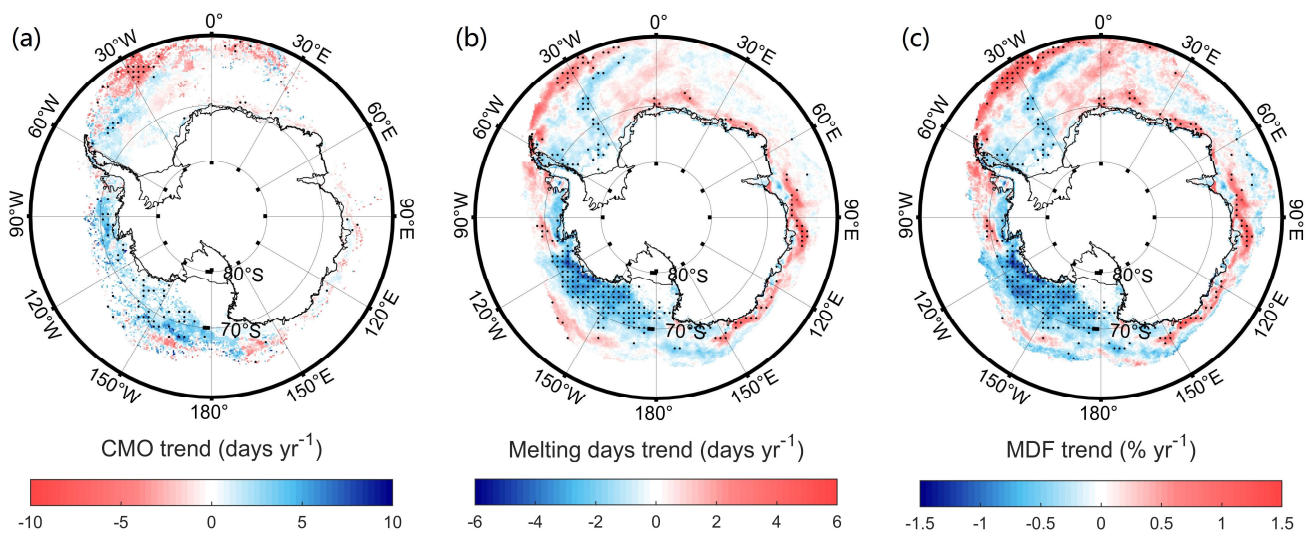 (a)
0°
30°E
60°E
90°E
120°E
150°E
180°
150°W
120°W
90°W
60°W
30°W
80°S
70°S
CMO trend (days yr-1)
-10 -5 0 5 10
(b)
0°
30°E
60°E
90°E
120°E
150°E
180°
150°W
120°W
90°W
60°W
30°W
80°S
70°S
Melting days trend (days yr-1)
-6 -4 -2 0 2 4 6
(c)
0°
30°E
60°E
90°E
120°E
150°E
180°
150°W
120°W
90°W
60°W
30°W
80°S
70°S
MDF trend (% yr-1)
-1.5 -1 -0.5 0 0.5 1 1.5